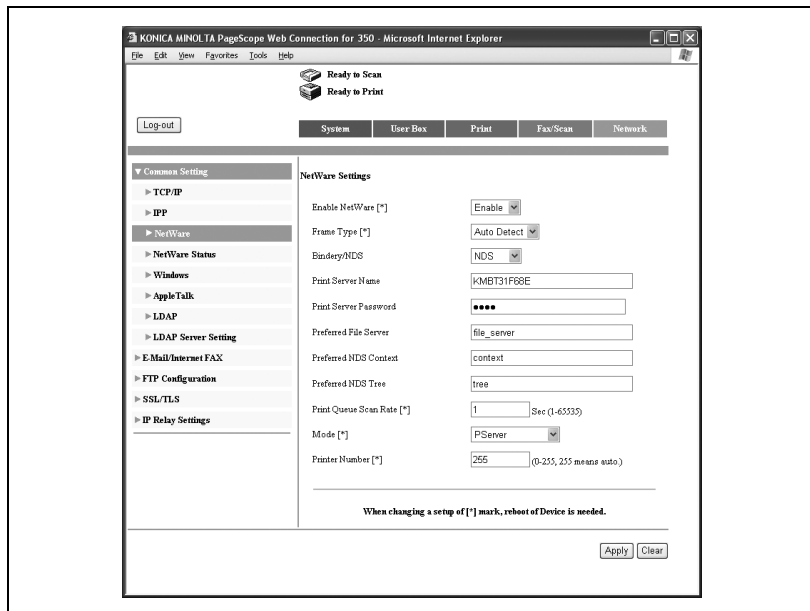 KONICA MINOLTA PageScope Web Connection for 350 - Microsoft Internet Explorer
File Edit View Favorites Tools Help
Ready to Scan
Ready to Print
Log-out
System User Box Print Fax/Scan Network
▼ Common Setting
▶ TCP/IP
▶ IPP
▶ NetWare
▶ NetWare Status
▶ Windows
▶ AppleTalk
▶ LDAP
▶ LDAP Server Setting
▶ E-Mail/Internet FAX
▶ FTP Configuration
▶ SSL/TLS
▶ IP Relay Settings
NetWare Settings
Enable NetWare [*] Enable
Frame Type [*] Auto Detect
Bindery/NDS NDS
Print Server Name KMBT31F68E
Print Server Password ●●●●
Preferred File Server file_server
Preferred NDS Context context
Preferred NDS Tree tree
Print Queue Scan Rate [*] 1 Sec (1-65535)
Mode [*] PServer
Printer Number [*] 255 (0-255, 255 means auto.)
When changing a setup of [*] mark, reboot of Device is needed.
Apply Clear